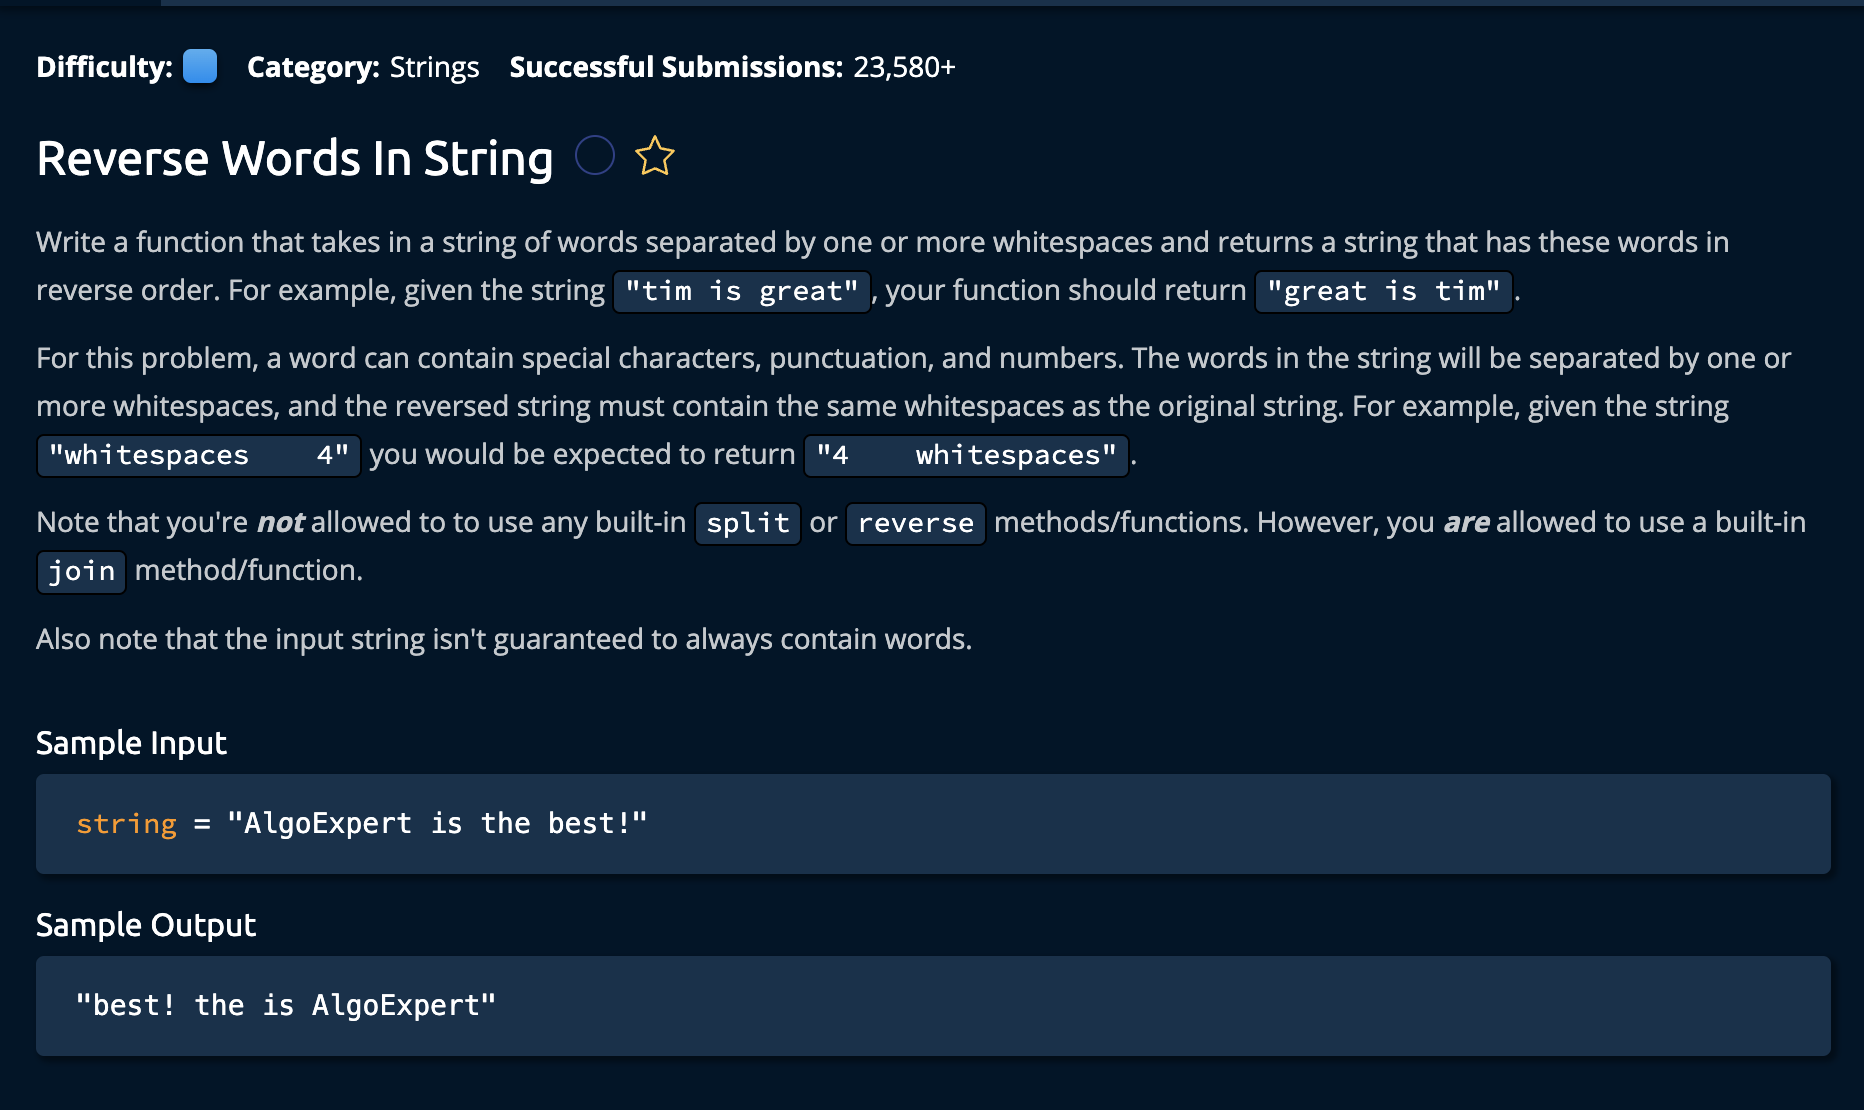 Difficulty: Category: Strings Successful Submissions: 23,580+
Reverse Words In String
Write a function that takes in a string of words separated by one or more whitespaces and returns a string that has these words in
reverse order. For example, given the string "tim is great", your function should return "great is tim".
For this problem, a word can contain special characters, punctuation, and numbers. The words in the string will be separated by one or
more whitespaces, and the reversed string must contain the same whitespaces as the original string. For example, given the string
"whitespaces    4" you would be expected to return "4    whitespaces".
Note that you're not allowed to to use any built-in split or reverse methods/functions. However, you are allowed to use a built-in
join method/function.
Also note that the input string isn't guaranteed to always contain words.
Sample Input
string = "AlgoExpert is the best!"
Sample Output
"best! the is AlgoExpert"